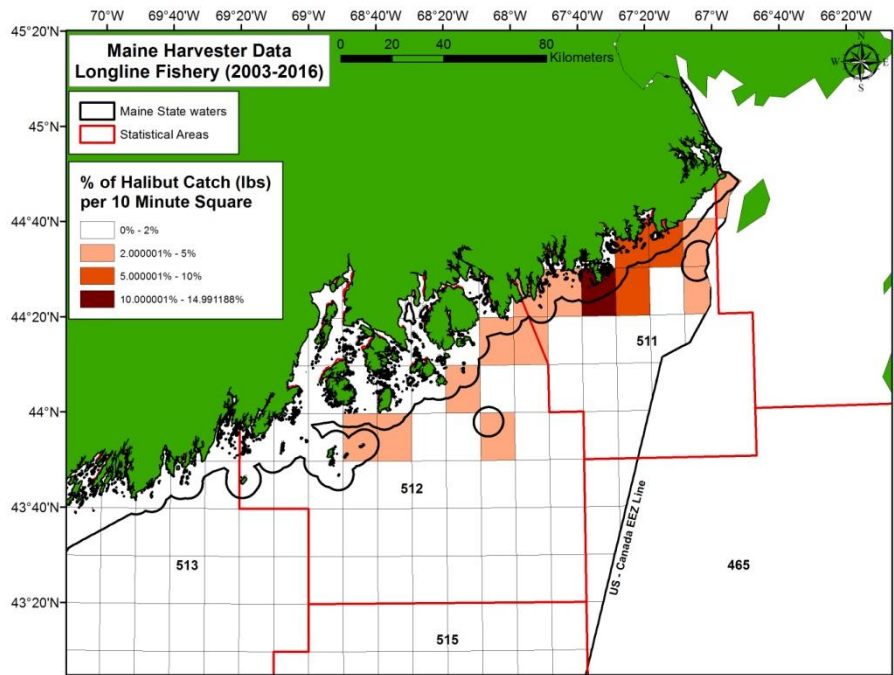 70°W 69°40'W 69°20'W 69°W 68°40'W 68°20'W 68°W 67°40'W 67°20'W 67°W 66°40'W 66°20'W
45°20'N
Maine Harvester Data
Longline Fishery (2003-2016)
0 20 40 80
Kilometers
N
W E
S
Maine State waters
Statistical Areas
45°N
% of Halibut Catch (lbs)
per 10 Minute Square
0% - 2%
2.000001% - 5%
5.000001% - 10%
10.000001% - 14.991188%
44°40'N
44°20'N
511
44°N
512
43°40'N
US - Canada EEZ Line
513
465
43°20'N
515